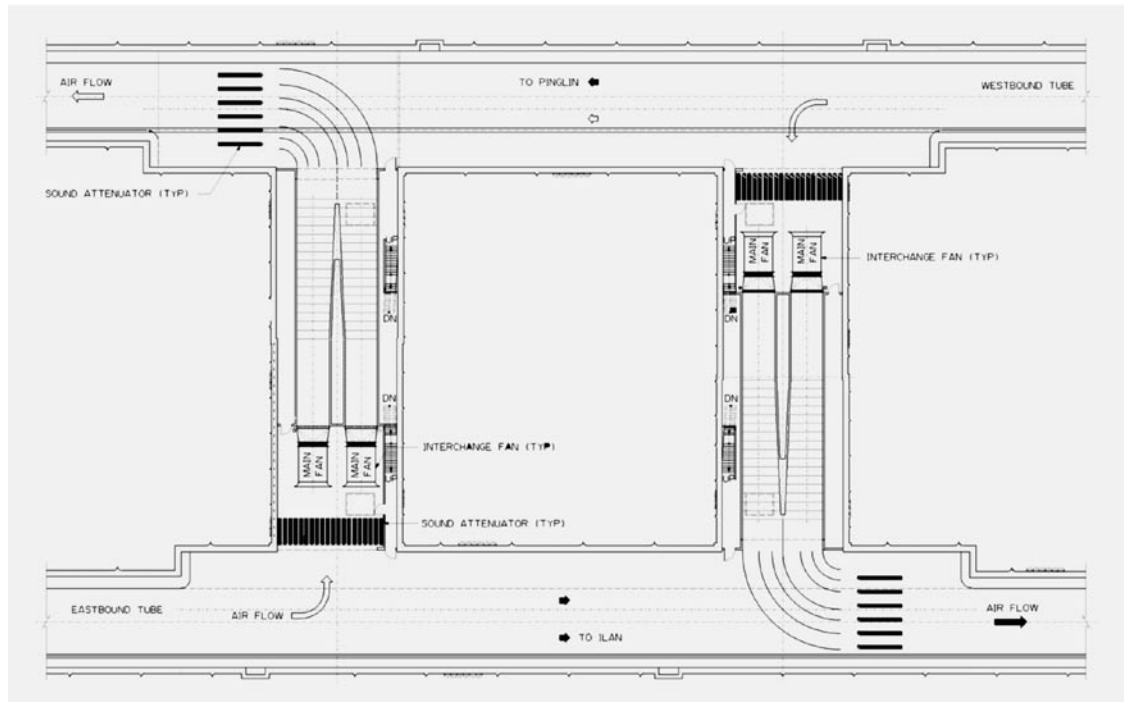 AIR FLOW
TO PINGLIN
WESTBOUND TUBE
SOUND ATTENUATOR (TYP)
MAIN FAN
MAIN FAN
INTERCHANGE FAN (TYP)
DN
DN
DN
DN
INTERCHANGE FAN (TYP)
MAIN FAN
MAIN FAN
SOUND ATTENUATOR (TYP)
EASTBOUND TUBE
AIR FLOW
TO ILAN
AIR FLOW